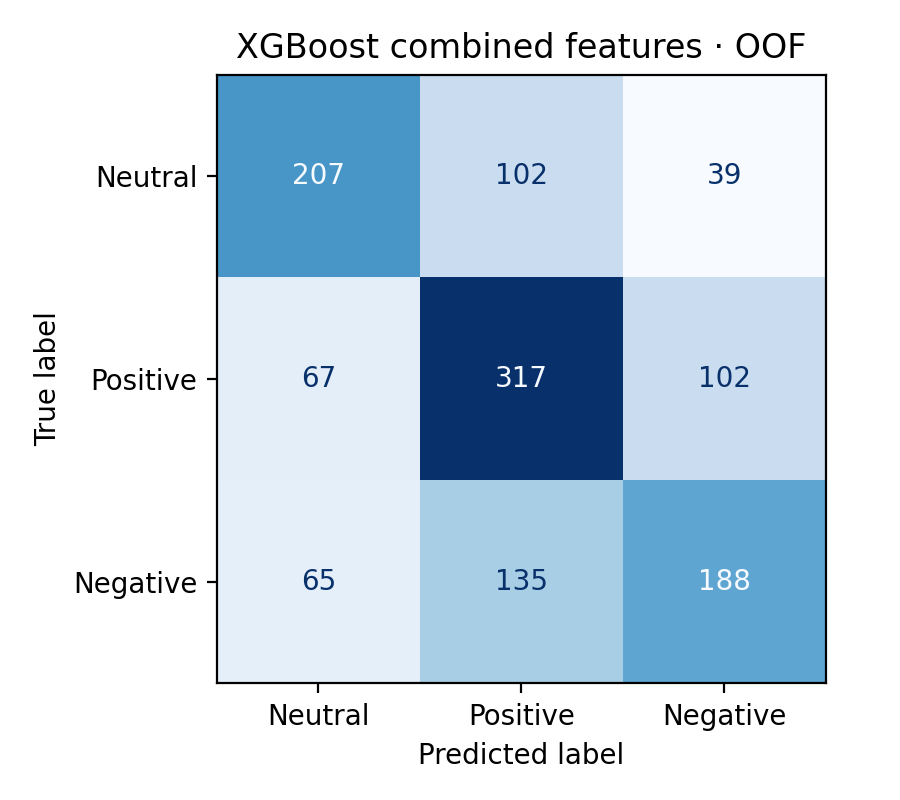 XGBoost combined features · OOF
True label
Neutral 207 102 39
Positive 67 317 102
Negative 65 135 188
Neutral Positive Negative
Predicted label